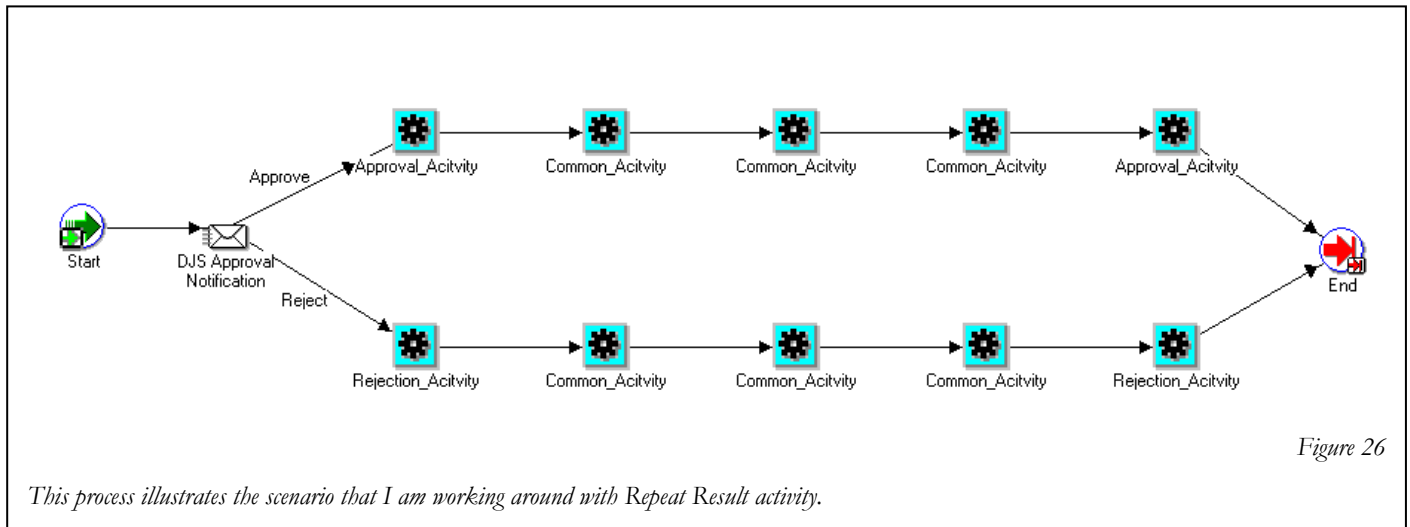 Approval_Acitvity
Common_Acitvity
Common_Acitvity
Common_Acitvity
Approval_Acitvity
Approve
Start
DJS Approval
Notification
End
Reject
Rejection_Acitvity
Common_Acitvity
Common_Acitvity
Common_Acitvity
Rejection_Acitvity
Figure 26
This process illustrates the scenario that I am working around with Repeat Result activity.